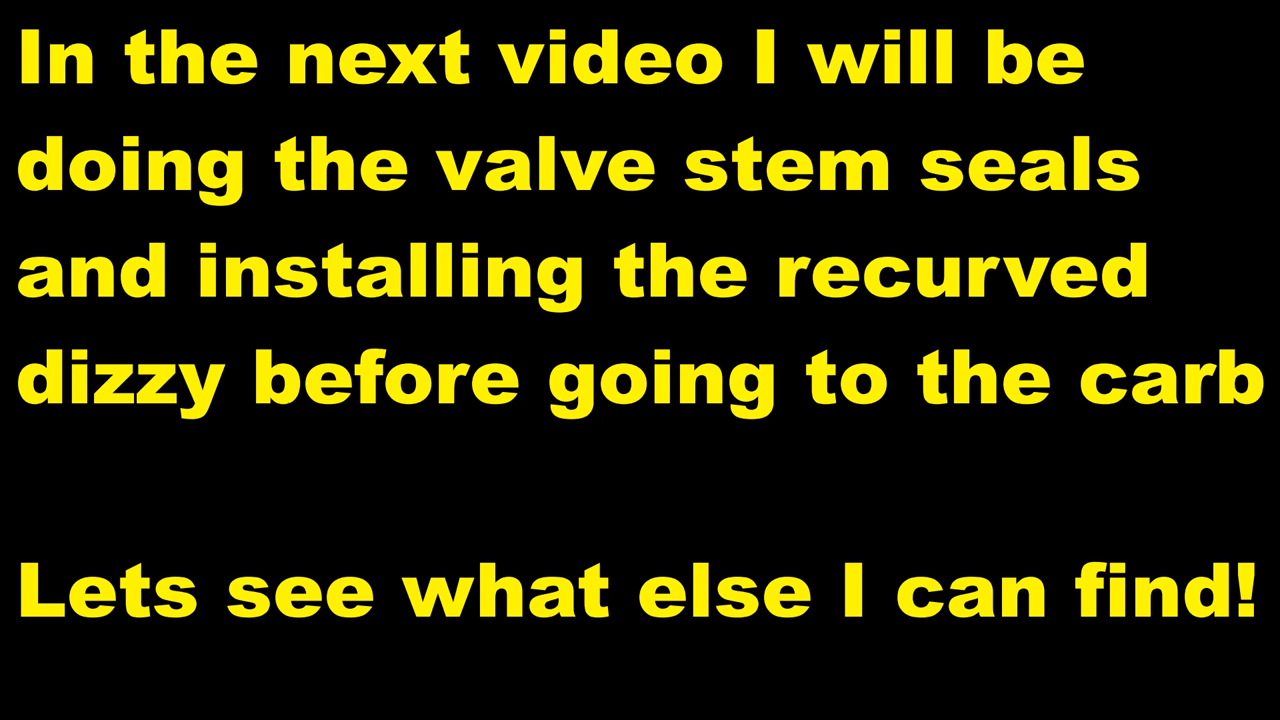 In the next video I will be
doing the valve stem seals
and installing the recurved
dizzy before going to the carb
Lets see what else I can find!